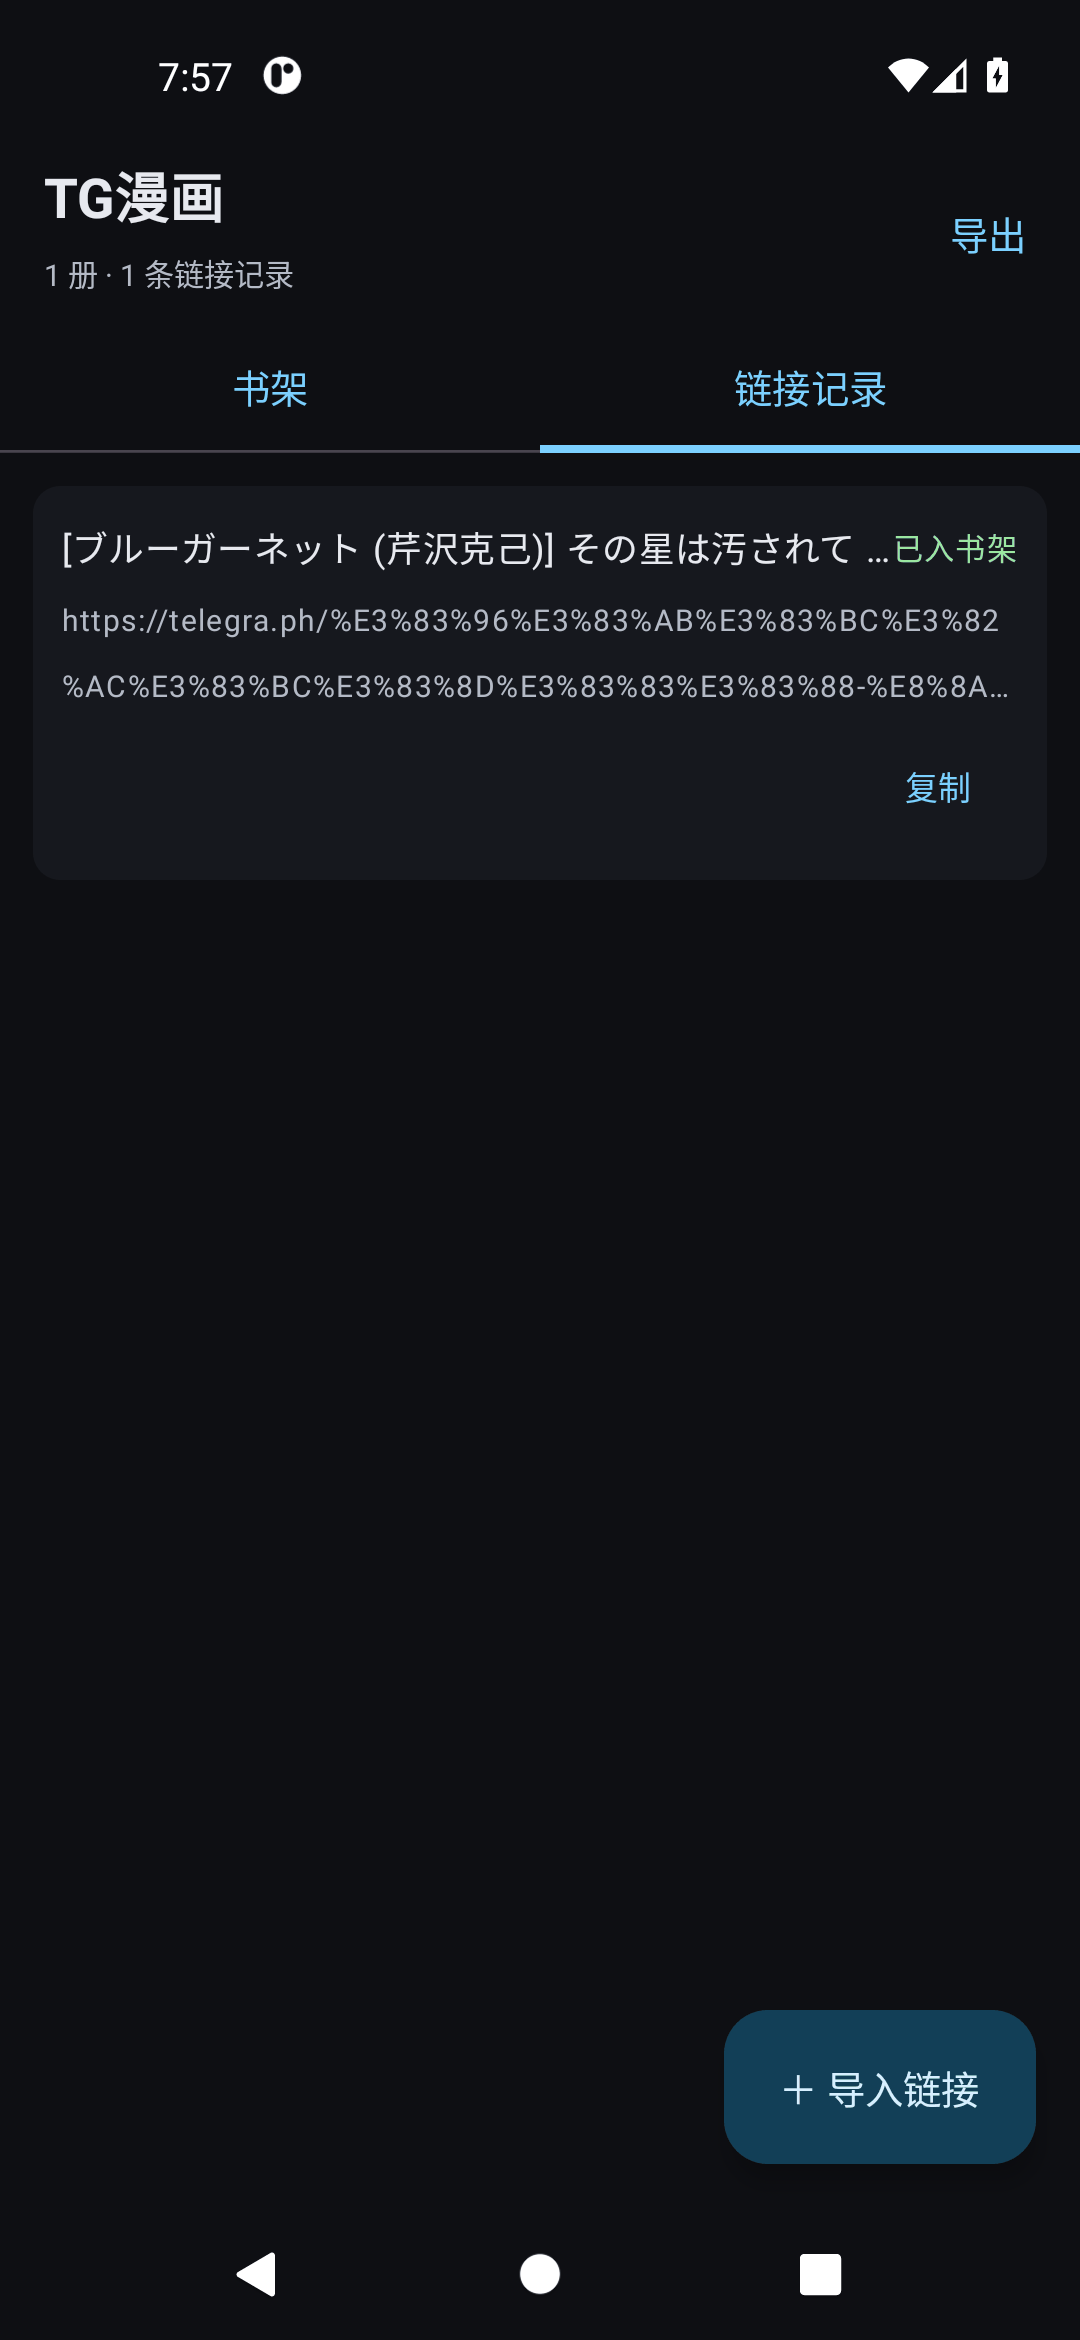 7:57
TG漫画
导出
1 册 · 1 条链接记录
书架
链接记录
[ブルーガーネット (芹沢克己)] その星は汚されて ...
已入书架
https://telegra.ph/%E3%83%96%E3%83%AB%E3%83%BC%E3%82
%AC%E3%83%BC%E3%83%8D%E3%83%83%E3%83%88-%E8%8A...
复制
＋ 导入链接